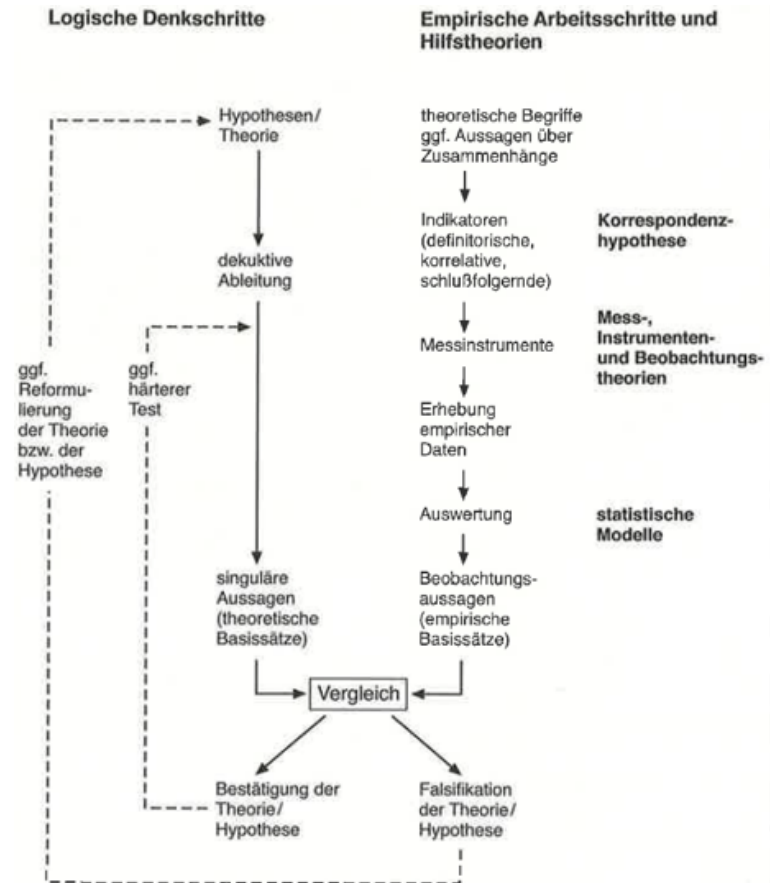 Logische Denkschritte
Empirische Arbeitsschritte und
Hilfstheorien
Hypothesen/
Theorie
theoretische Begriffe
ggf. Aussagen über
Zusammenhänge
Indikatoren
(definitorische,
korrelative,
schlußfolgernde)
Korrespondenz-
hypothese
dekuktive
Ableitung
Mess-,
Instrumenten-
und Beobachtungs-
theorien
Messinstrumente
ggf.
Reformu-
lierung
der Theorie
bzw. der
Hypothese
ggf.
härterer
Test
Erhebung
empirischer
Daten
Auswertung
statistische
Modelle
singuläre
Aussagen
(theoretische
Basissätze)
Beobachtungs-
aussagen
(empirische
Basissätze)
Vergleich
Bestätigung der
Theorie/
Hypothese
Falsifikation
der Theorie/
Hypothese